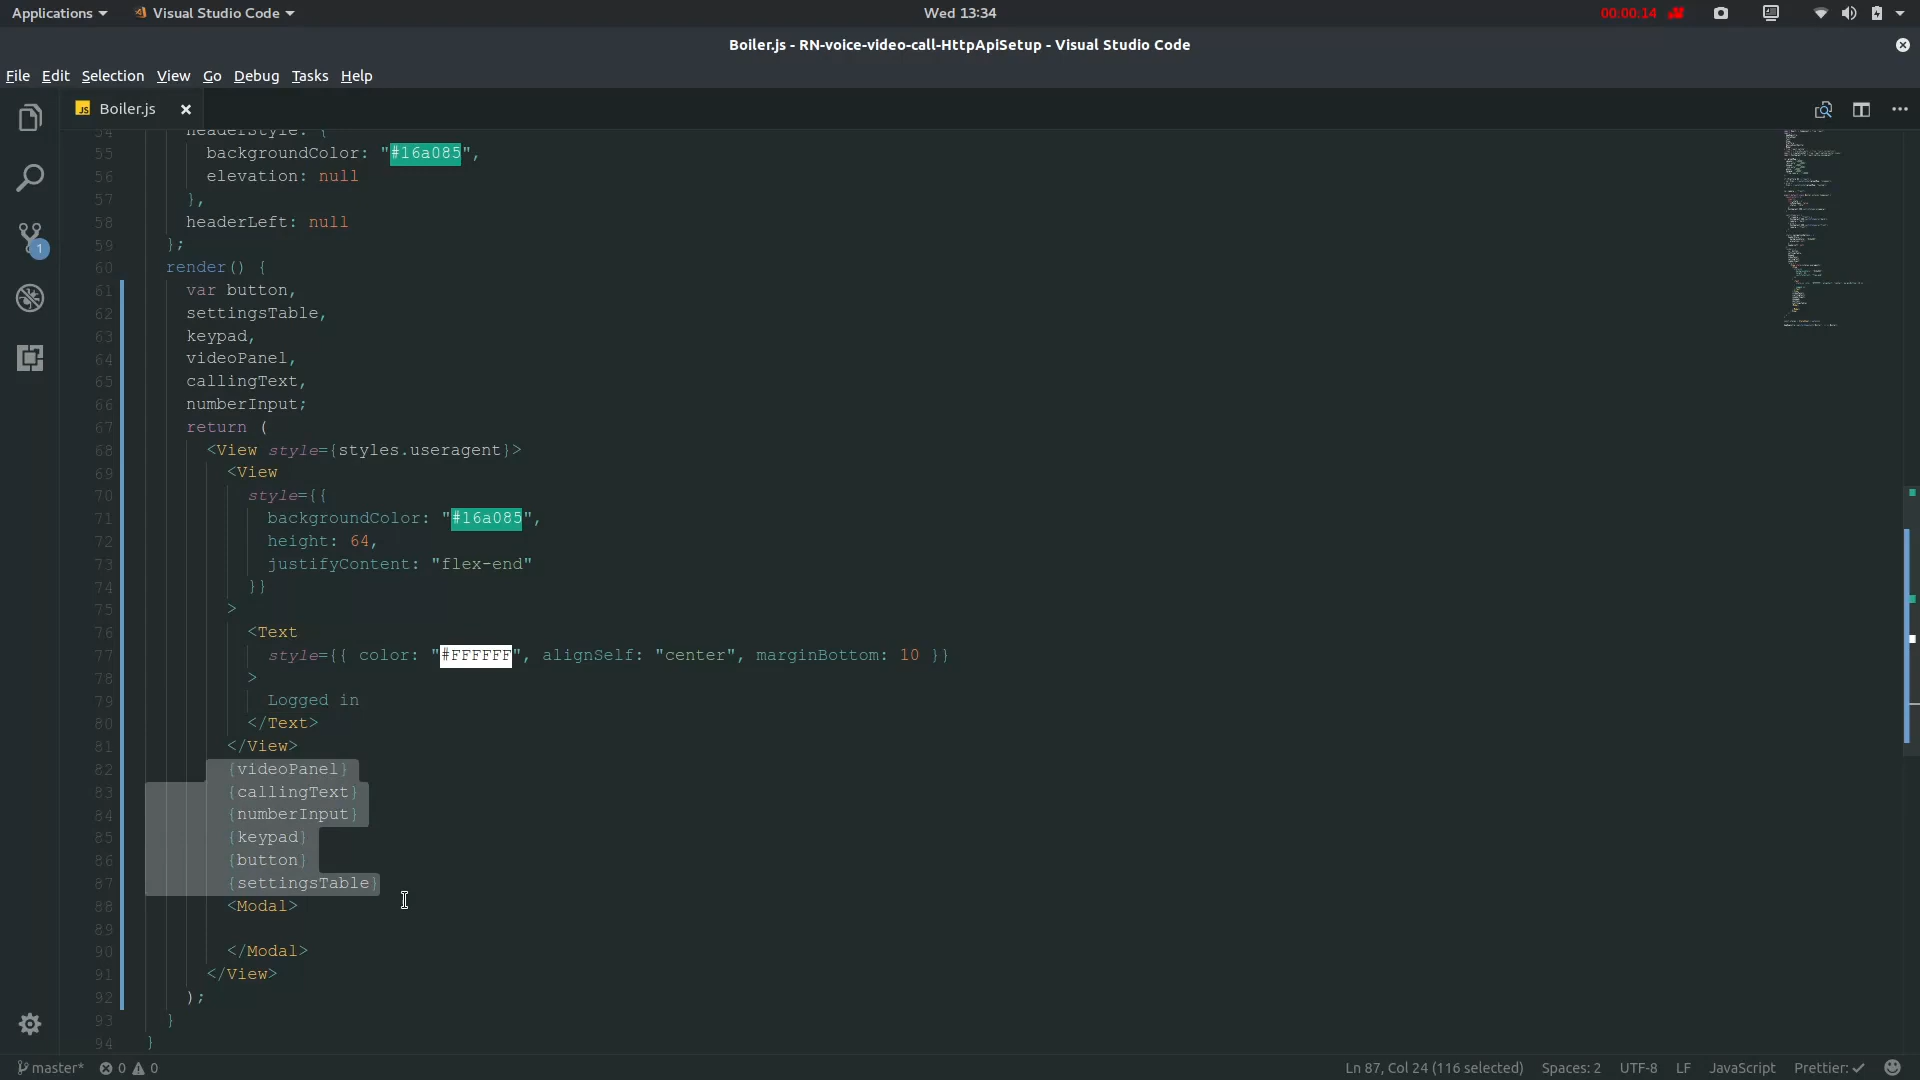 Applications
Visual Studio Code
Wed 13:34
00:00:14
Boiler.js - RN-voice-video-call-HttpApiSetup - Visual Studio Code
File Edit Selection View Go Debug Tasks Help
JS Boiler.js
54 headerStyle: {
55 backgroundColor: "#16a085",
56 elevation: null
57 },
58 headerLeft: null
59 };
60 render() {
61 var button,
62 settingsTable,
63 keypad,
64 videoPanel,
65 callingText,
66 numberInput;
67 return (
68 <View style={styles.useragent}>
69 <View
70 style={{
71 backgroundColor: "#16a085",
72 height: 64,
73 justifyContent: "flex-end"
74 }}
75 >
76 <Text
77 style={{ color: "#FFFFFF", alignSelf: "center", marginBottom: 10 }}
78 >
79 Logged in
80 </Text>
81 </View>
82 {videoPanel}
83 {callingText}
84 {numberInput}
85 {keypad}
86 {button}
87 {settingsTable}
88 <Modal>
89
90 </Modal>
91 </View>
92 );
93 }
94 }
1
master* 0 0
Ln 87, Col 24 (116 selected) Spaces: 2 UTF-8 LF JavaScript Prettier: ✓